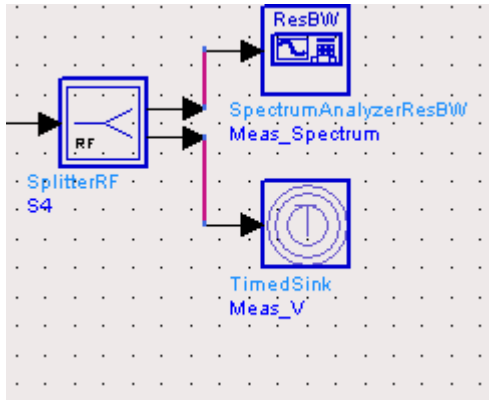 ResBW
SpectrumAnalyzerResBW
Meas_Spectrum
RF
SplitterRF
S4
T
TimedSink
Meas_V